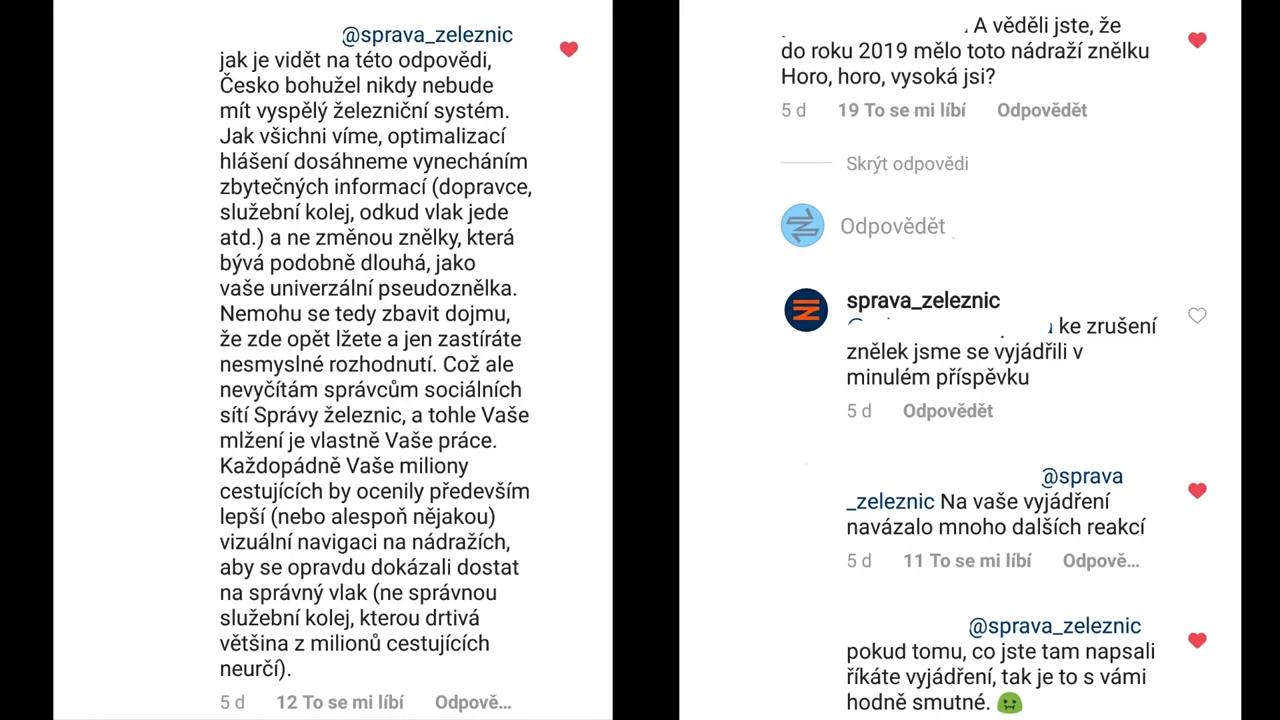 @sprava_zeleznic
jak je vidět na této odpovědi,
Česko bohužel nikdy nebude
mít vyspělý železniční systém.
Jak všichni víme, optimalizací
hlášení dosáhneme vynecháním
zbytečných informací (dopravce,
služební kolej, odkud vlak jede
atd.) a ne změnou znělky, která
bývá podobně dlouhá, jako
vaše univerzální pseudoznělka.
Nemohu se tedy zbavit dojmu,
že zde opět lžete a jen zastíráte
nesmyslné rozhodnutí. Což ale
nevyčítám správcům sociálních
sítí Správy železnic, a tohle Vaše
mlžení je vlastně Vaše práce.
Každopádně Vaše miliony
cestujících by ocenily především
lepší (nebo alespoň nějakou)
vizuální navigaci na nádražích,
aby se opravdu dokázali dostat
na správný vlak (ne správnou
služební kolej, kterou drtivá
většina z milionů cestujících
neurčí).
5 d 12 To se mi líbí Odpově...
. A věděli jste, že
do roku 2019 mělo toto nádraží znělku
Horo, horo, vysoká jsi?
5 d 19 To se mi líbí Odpovědět
Skrýt odpovědi
Odpovědět
sprava_zeleznic
ke zrušení
znělek jsme se vyjádřili v
minulém příspěvku
5 d Odpovědět
@sprava
_zeleznic Na vaše vyjádření
navázalo mnoho dalších reakcí
5 d 11 To se mi líbí Odpově...
@sprava_zeleznic
pokud tomu, co jste tam napsali
říkáte vyjádření, tak je to s vámi
hodně smutné. 🤢